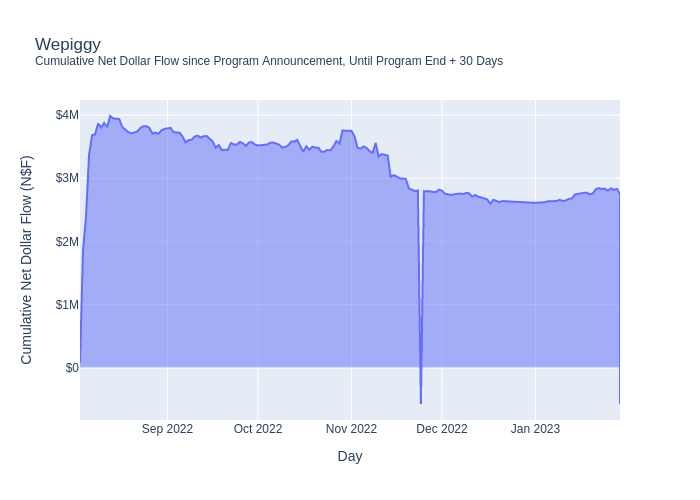 Wepiggy
Cumulative Net Dollar Flow since Program Announcement, Until Program End + 30 Days
Cumulative Net Dollar Flow (N$F)
$4M
$3M
$2M
$1M
$0
Sep 2022
Oct 2022
Nov 2022
Dec 2022
Jan 2023
Day